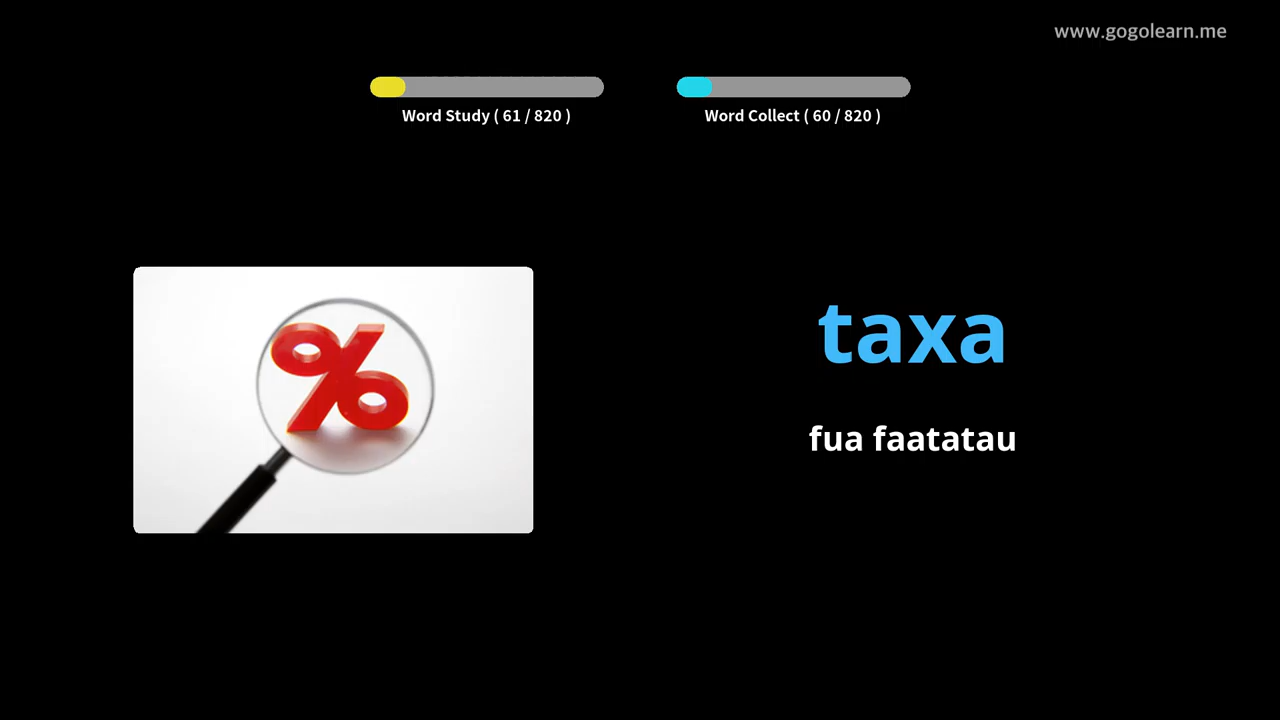 www.gogolearn.me
Word Study ( 61 / 820 )
Word Collect ( 60 / 820 )
%
taxa
fua faatatau